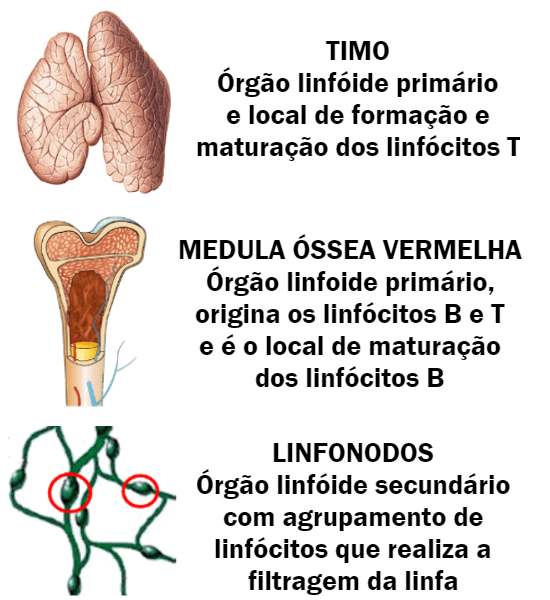 TIMO
Órgão linfóide primário
e local de formação e
maturação dos linfócitos T
MEDULA ÓSSEA VERMELHA
Órgão linfoide primário,
origina os linfócitos B e T
e é o local de maturação
dos linfócitos B
LINFONODOS
Órgão linfóide secundário
com agrupamento de
linfócitos que realiza a
filtragem da linfa